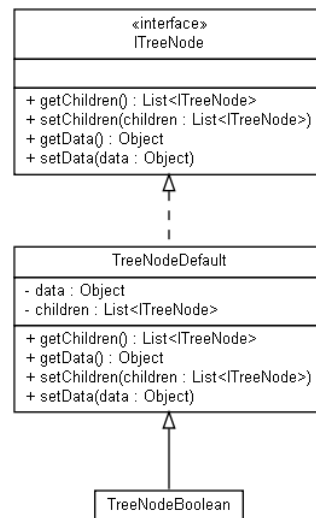 «interface»
ITreeNode
+ getChildren() : List<ITreeNode>
+ setChildren(children : List<ITreeNode>)
+ getData() : Object
+ setData(data : Object)
TreeNodeDefault
- data : Object
- children : List<ITreeNode>
+ getChildren() : List<ITreeNode>
+ getData() : Object
+ setChildren(children : List<ITreeNode>)
+ setData(data : Object)
TreeNodeBoolean